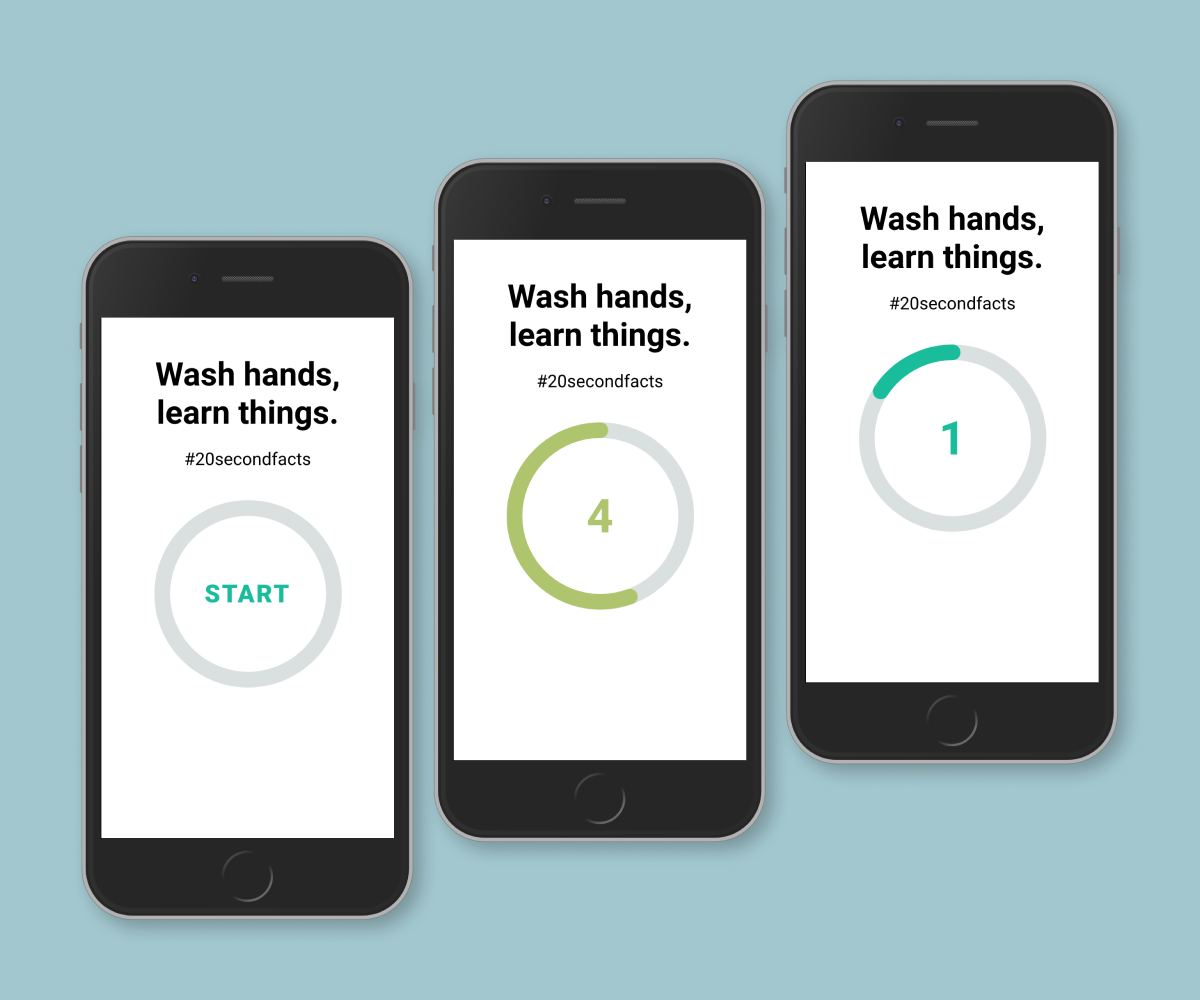 Wash hands,
learn things.
#20secondfacts
START
Wash hands,
learn things.
#20secondfacts
4
Wash hands,
learn things.
#20secondfacts
1